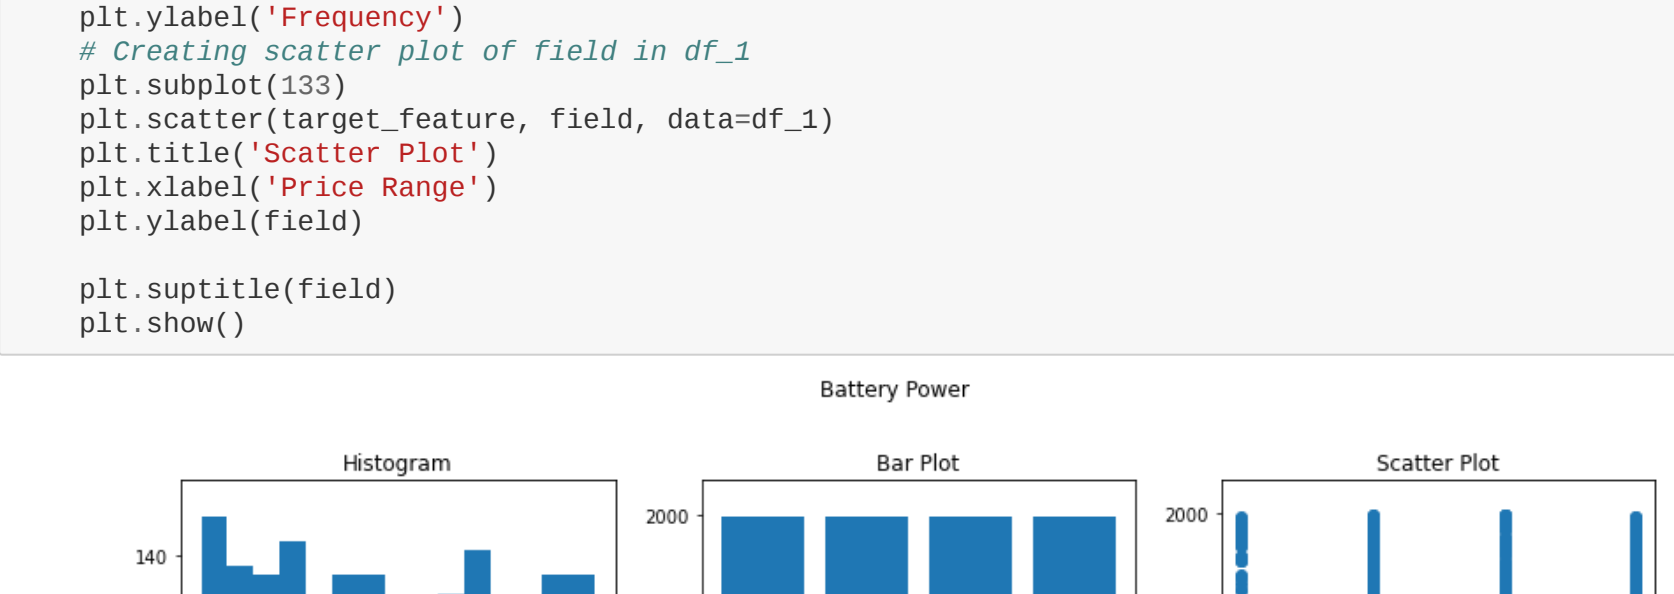 plt.ylabel('Frequency')
# Creating scatter plot of field in df_1
plt.subplot(133)
plt.scatter(target_feature, field, data=df_1)
plt.title('Scatter Plot')
plt.xlabel('Price Range')
plt.ylabel(field)
plt.suptitle(field)
plt.show()
Battery Power
Histogram
Bar Plot
Scatter Plot
140
2000
2000